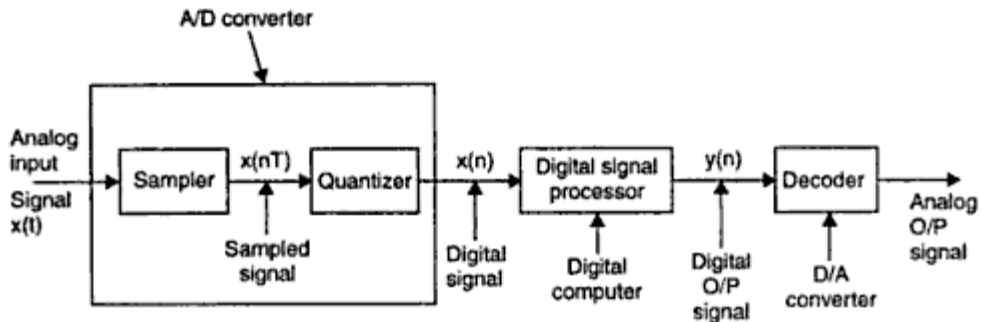 A/D converter
Analog
input
Signal
x(t)
Sampler
x(nT)
Quantizer
Sampled
signal
x(n)
Digital
signal
Digital signal
processor
Digital
computer
y(n)
Digital
O/P
signal
Decoder
D/A
converter
Analog
O/P
signal